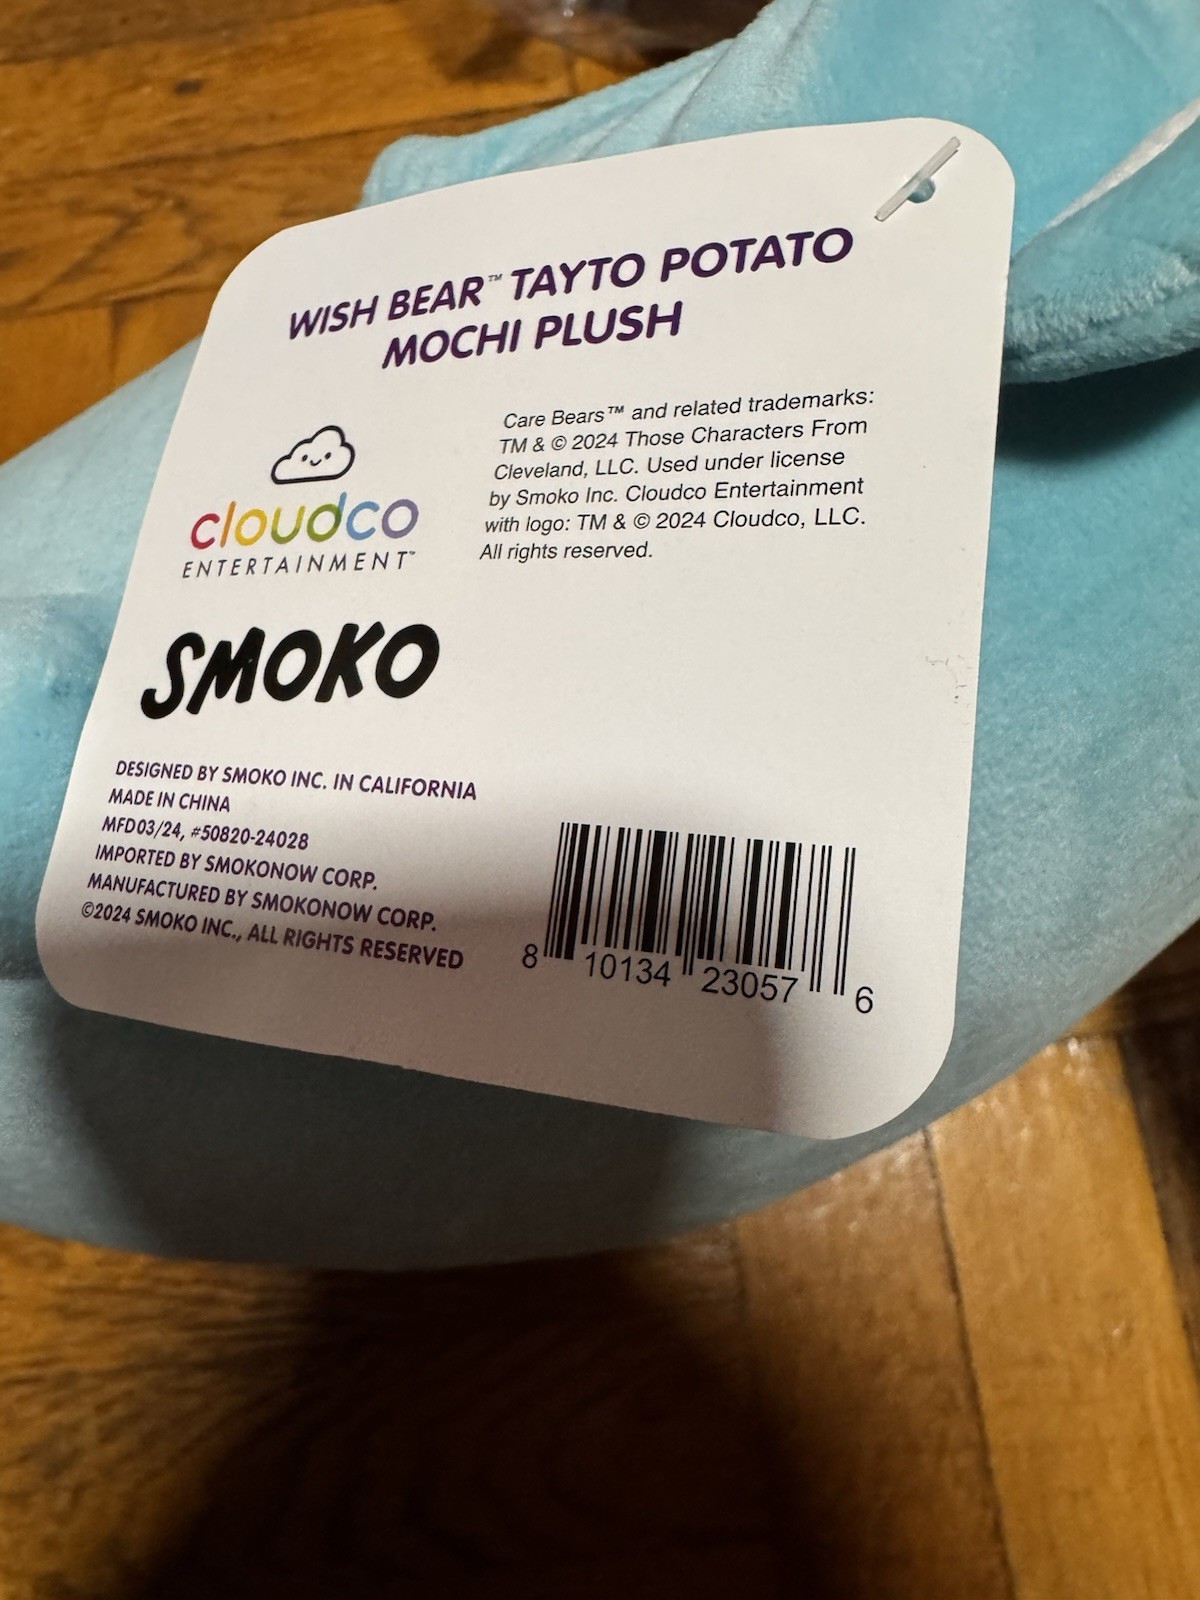 WISH BEAR™ TAYTO POTATO
MOCHI PLUSH
cloudco
ENTERTAINMENT™
Care Bears™ and related trademarks:
TM & © 2024 Those Characters From
Cleveland, LLC. Used under license
by Smoko Inc. Cloudco Entertainment
with logo: TM & © 2024 Cloudco, LLC.
All rights reserved.
SMOKO
DESIGNED BY SMOKO INC. IN CALIFORNIA
MADE IN CHINA
MFD03/24, #50820-24028
IMPORTED BY SMOKONOW CORP.
MANUFACTURED BY SMOKONOW CORP.
©2024 SMOKO INC., ALL RIGHTS RESERVED
8 10134 23057 6